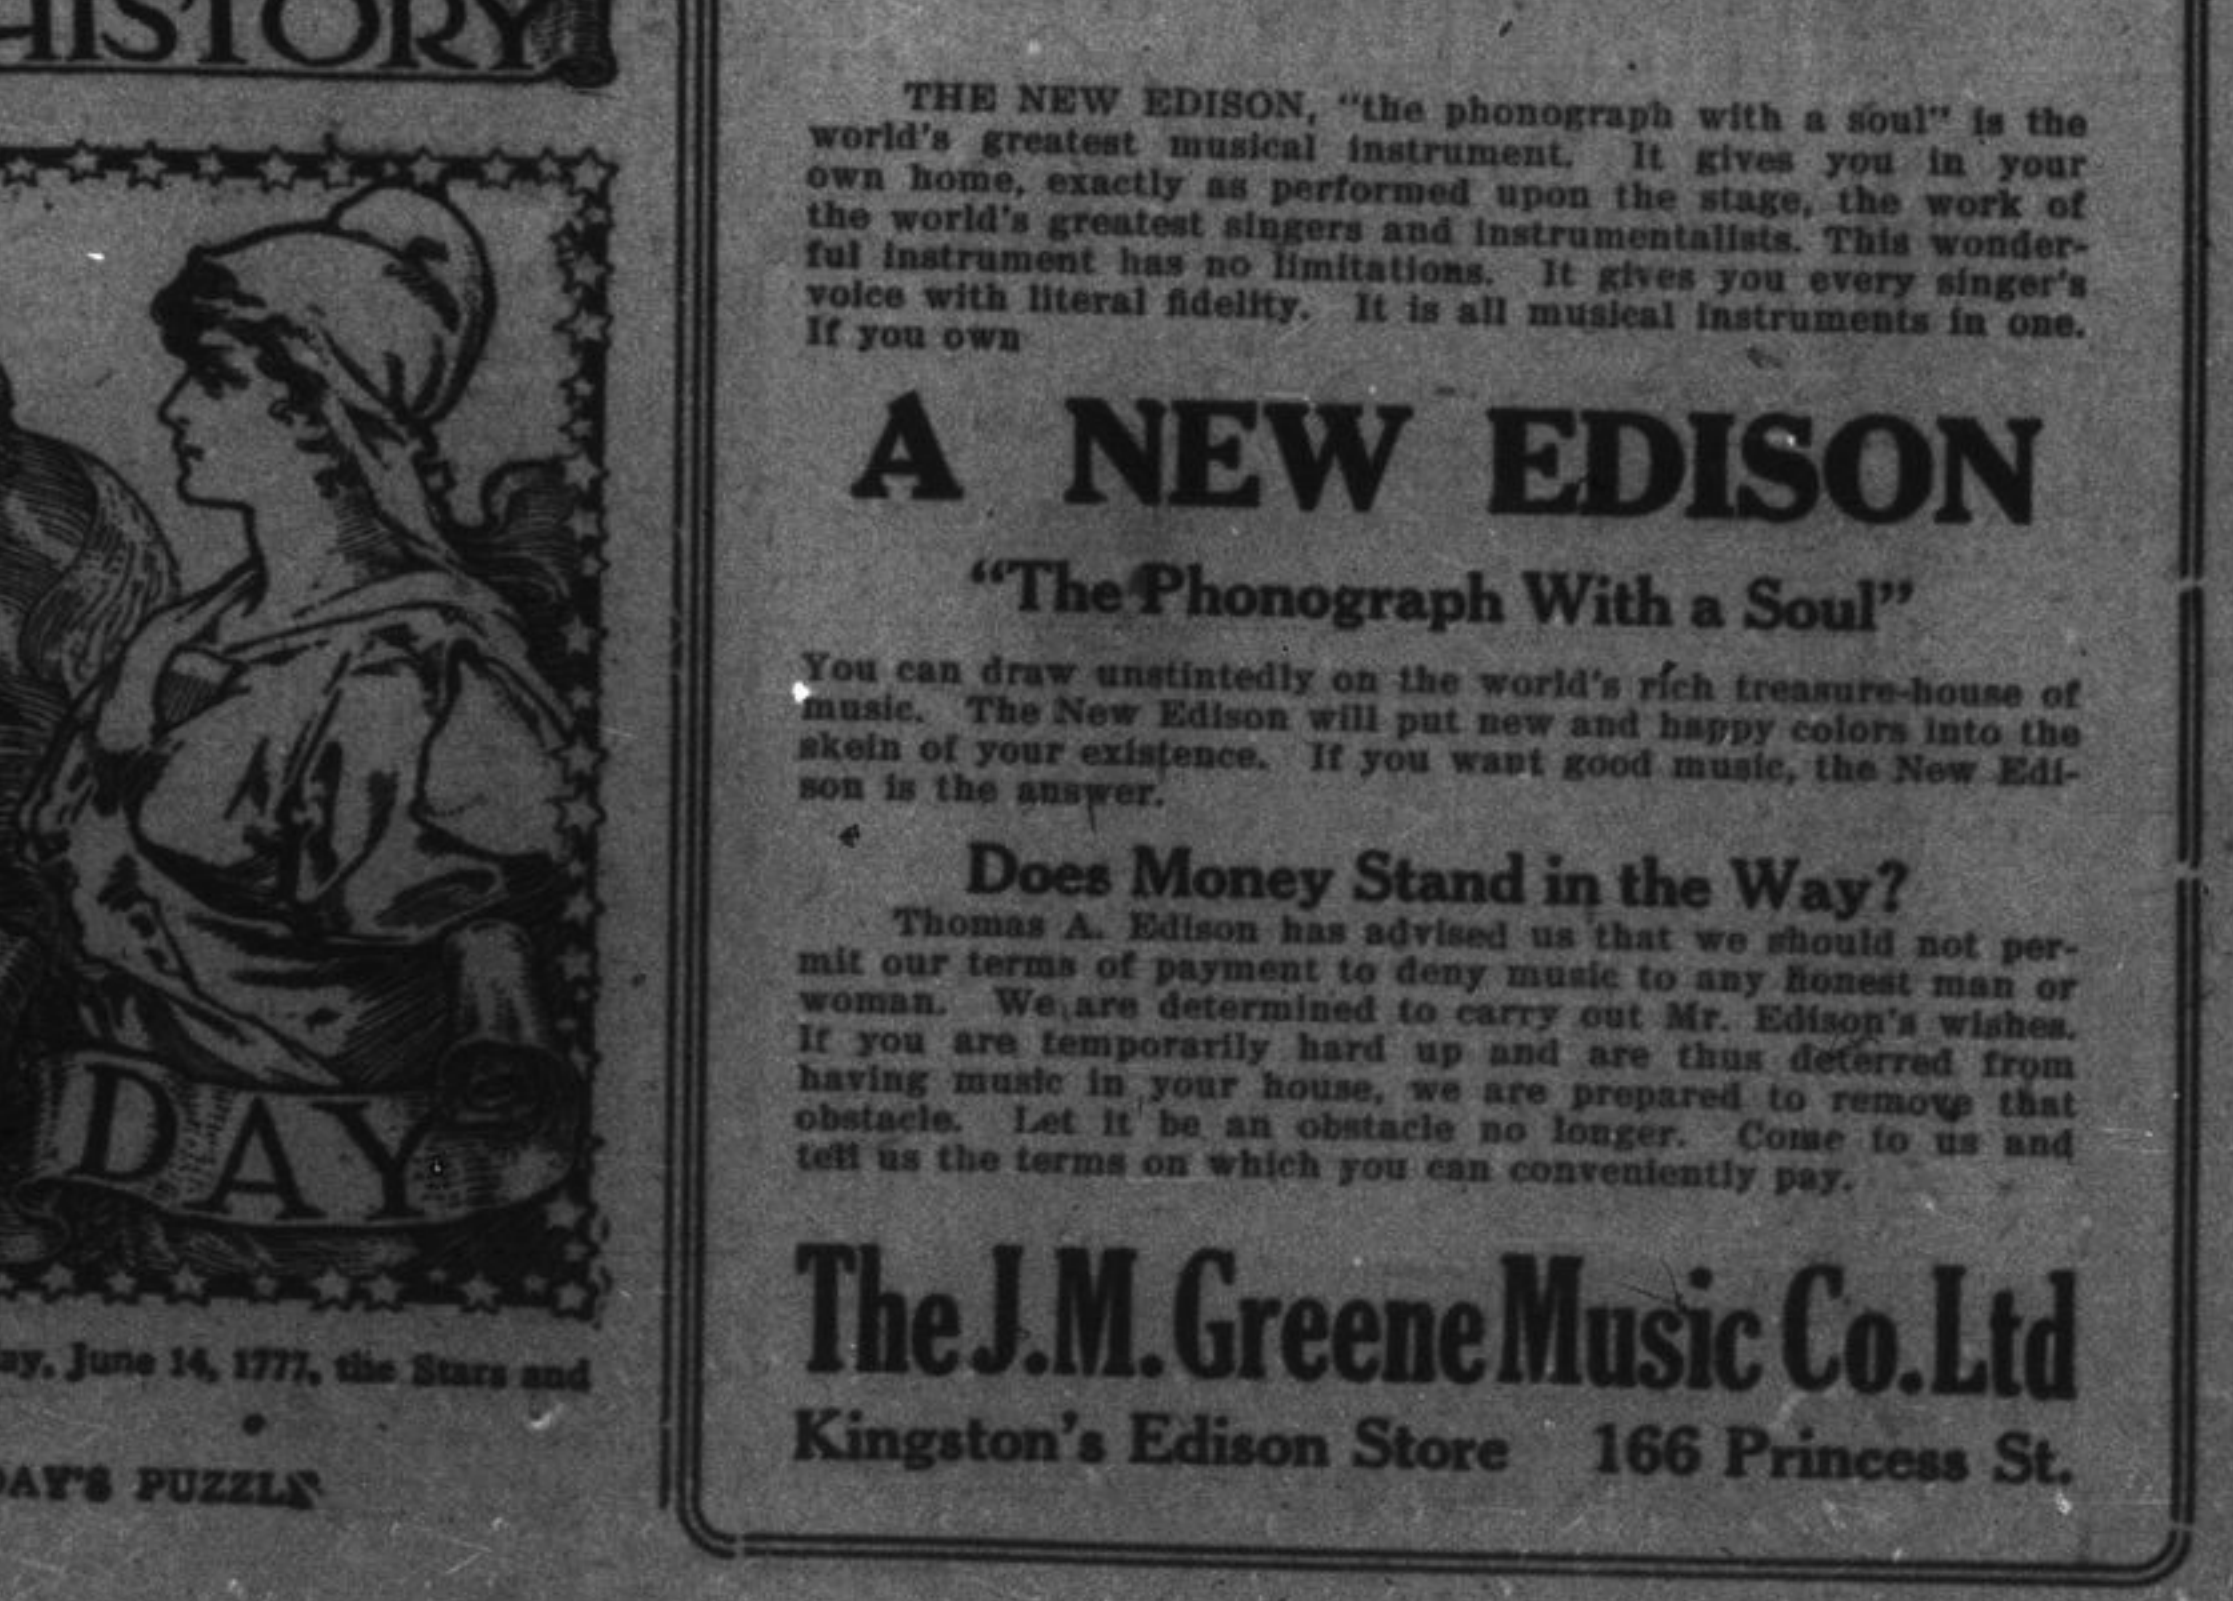 HISTORY
DAY
ay, June 14, 1777, the Stars and
DAY'S PUZZLE
THE NEW EDISON, "the phonograph with a soul" is the
world's greatest musical instrument. It gives you in your
own home, exactly as performed upon the stage, the work of
the world's greatest singers and instrumentalists. This wonder-
ful instrument has no limitations. It gives you every singer's
voice with literal fidelity. It is all musical instruments in one.
If you own
A NEW EDISON
"The Phonograph With a Soul"
You can draw unstintedly on the world's rich treasure-house of
music. The New Edison will put new and happy colors into the
skein of your existence. If you want good music, the New Edi-
son is the answer.
Does Money Stand in the Way?
Thomas A. Edison has advised us that we should not per-
mit our terms of payment to deny music to any honest man or
woman. We are determined to carry out Mr. Edison's wishes.
If you are temporarily hard up and are thus deterred from
having music in your house, we are prepared to remove that
obstacle. Let it be an obstacle no longer. Come to us and
tell us the terms on which you can conveniently pay.
The J. M. Greene Music Co. Ltd
Kingston's Edison Store 166 Princess St.